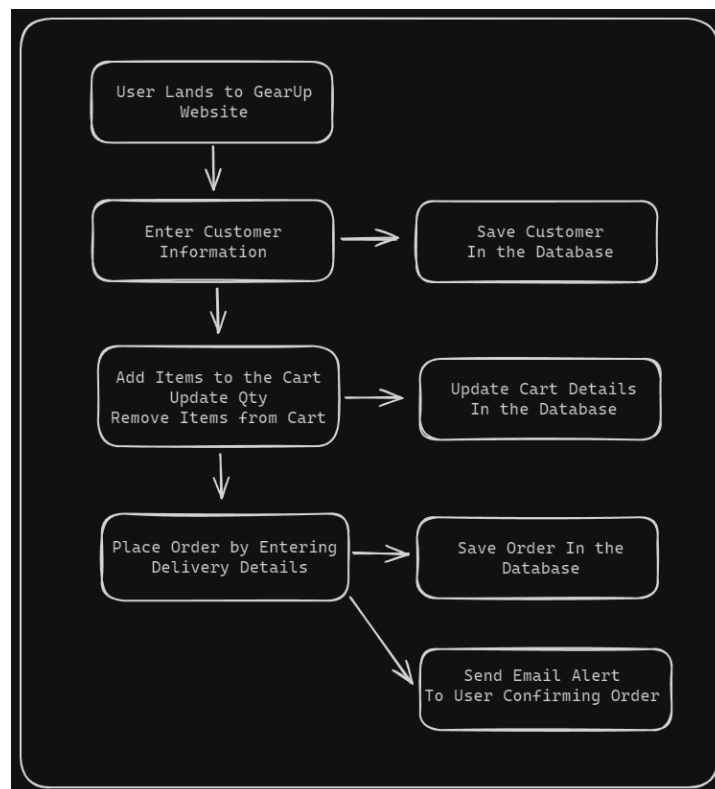 User Lands to GearUp
Website
Enter Customer
Information
Save Customer
In the Database
Add Items to the Cart
Update Qty
Remove Items from Cart
Update Cart Details
In the Database
Place Order by Entering
Delivery Details
Save Order In the
Database
Send Email Alert
To User Confirming Order